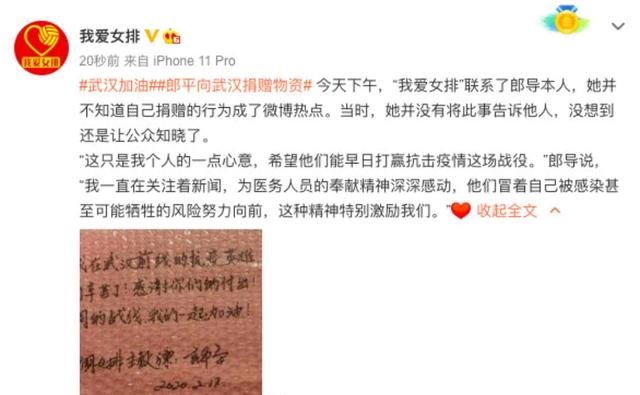 我爱女排
我爱女排
20秒前 来自 iPhone 11 Pro
#武汉加油##郎平向武汉捐赠物资# 今天下午，“我爱女排”联系了郎导本人，她并
不知道自己捐赠的行为成了微博热点。当时，她并没有将此事告诉他人，没想到
还是让公众知晓了。
“这只是我个人的一点心意，希望他们能早日打赢抗击疫情这场战役。”郎导说，
“我一直在关注着新闻，为医务人员的奉献精神深深感动，他们冒着自己被感染甚
至可能牺牲的风险努力向前，这种精神特别激励我们。”
收起全文
在武汉前线的抗疫英雄
辛苦了！感谢你们的付出！
的战线，我们一起加油！
女排主教练 郎平
2020.2.13